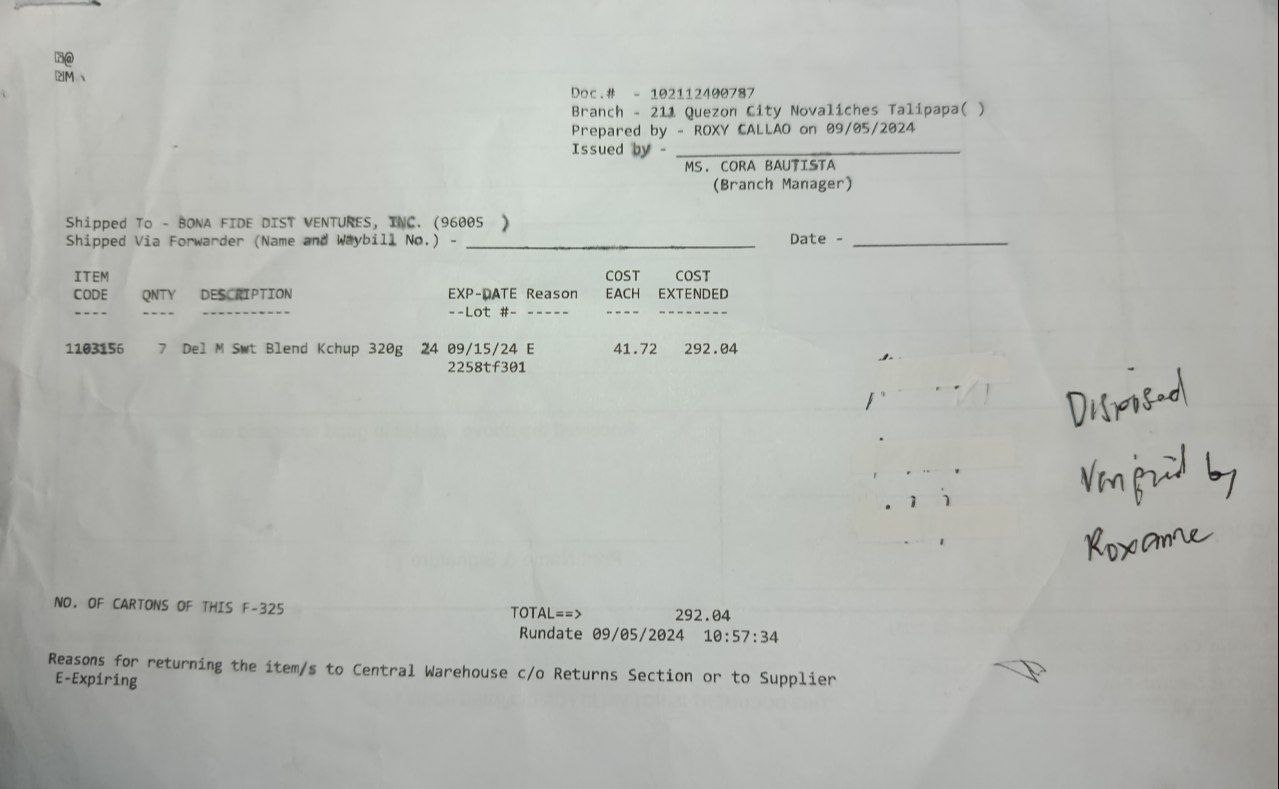 @
M
Doc.# - 102112400787
Branch - 211 Quezon City Novaliches Talipapa( )
Prepared by - ROXY CALLAO on 09/05/2024
Issued by - ____________________
MS. CORA BAUTISTA
(Branch Manager)
Shipped To - BONA FIDE DIST VENTURES, INC. (96005 )
Shipped Via Forwarder (Name and Waybill No.) - ____________________ Date - ____________________
ITEM COST COST
CODE QNTY DESCRIPTION EXP-DATE Reason EACH EXTENDED
---- ---- ----------- --Lot #- ----- ---- --------
1103156 7 Del M Swt Blend Kchup 320g 24 09/15/24 E 41.72 292.04
2258tf301
Disposed
Verified by
Roxanne
NO. OF CARTONS OF THIS F-325 TOTAL==> 292.04
Rundate 09/05/2024 10:57:34
Reasons for returning the item/s to Central Warehouse c/o Returns Section or to Supplier
E-Expiring